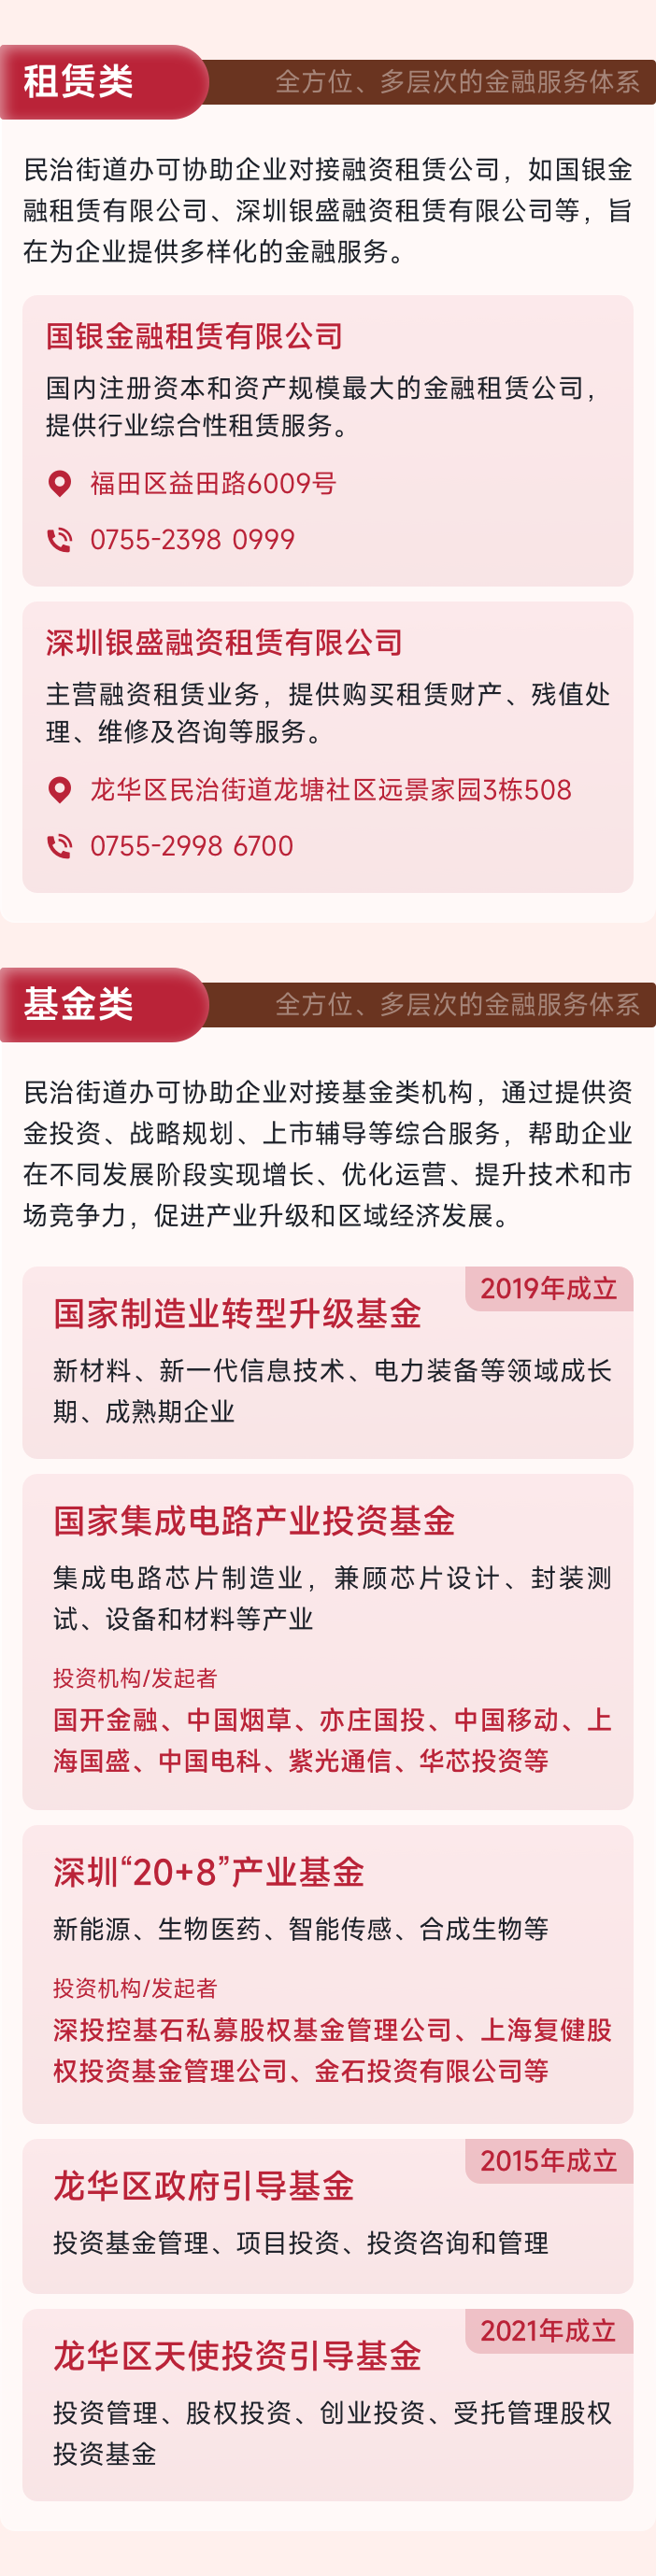 租赁类
全方位、多层次的金融服务体系
民治街道办可协助企业对接融资租赁公司，如国银金
融租赁有限公司、深圳银盛融资租赁有限公司等，旨
在为企业提供多样化的金融服务。
国银金融租赁有限公司
国内注册资本和资产规模最大的金融租赁公司，
提供行业综合性租赁服务。
福田区益田路6009号
0755-2398 0999
深圳银盛融资租赁有限公司
主营融资租赁业务，提供购买租赁财产、残值处
理、维修及咨询等服务。
龙华区民治街道龙塘社区远景家园3栋508
0755-2998 6700
基金类
全方位、多层次的金融服务体系
民治街道办可协助企业对接基金类机构，通过提供资
金投资、战略规划、上市辅导等综合服务，帮助企业
在不同发展阶段实现增长、优化运营、提升技术和市
场竞争力，促进产业升级和区域经济发展。
2019年成立
国家制造业转型升级基金
新材料、新一代信息技术、电力装备等领域成长
期、成熟期企业
国家集成电路产业投资基金
集成电路芯片制造业，兼顾芯片设计、封装测
试、设备和材料等产业
投资机构/发起者
国开金融、中国烟草、亦庄国投、中国移动、上
海国盛、中国电科、紫光通信、华芯投资等
深圳“20+8”产业基金
新能源、生物医药、智能传感、合成生物等
投资机构/发起者
深投控基石私募股权基金管理公司、上海复健股
权投资基金管理公司、金石投资有限公司等
2015年成立
龙华区政府引导基金
投资基金管理、项目投资、投资咨询和管理
2021年成立
龙华区天使投资引导基金
投资管理、股权投资、创业投资、受托管理股权
投资基金